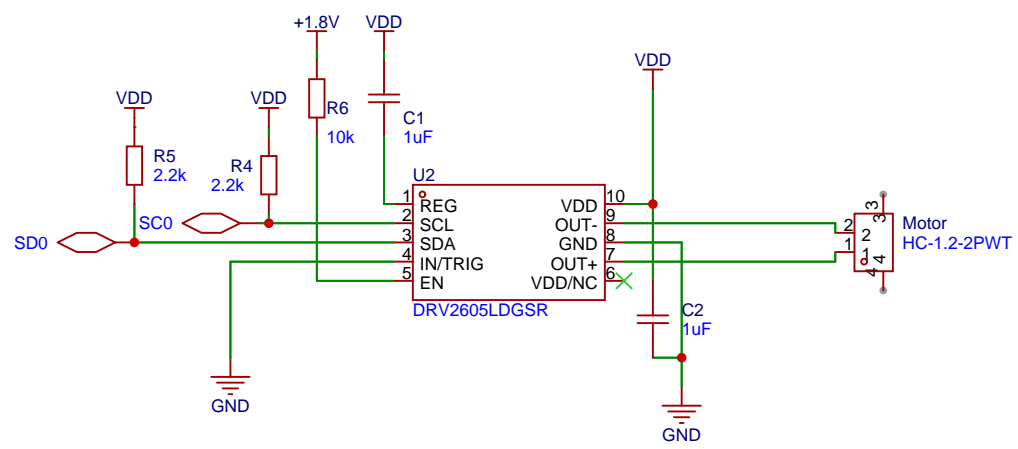 +1.8V
VDD
R6
10k
C1
1uF
VDD
VDD
VDD
R5
2.2k
R4
2.2k
SC0
SD0
U2
1 REG
2 SCL
3 SDA
4 IN/TRIG
5 EN
VDD 10
OUT- 9
GND 8
OUT+ 7
VDD/NC 6
DRV2605LDGSR
3
3
2
2
1
1
4
4
Motor
HC-1.2-2PWT
C2
1uF
GND
GND